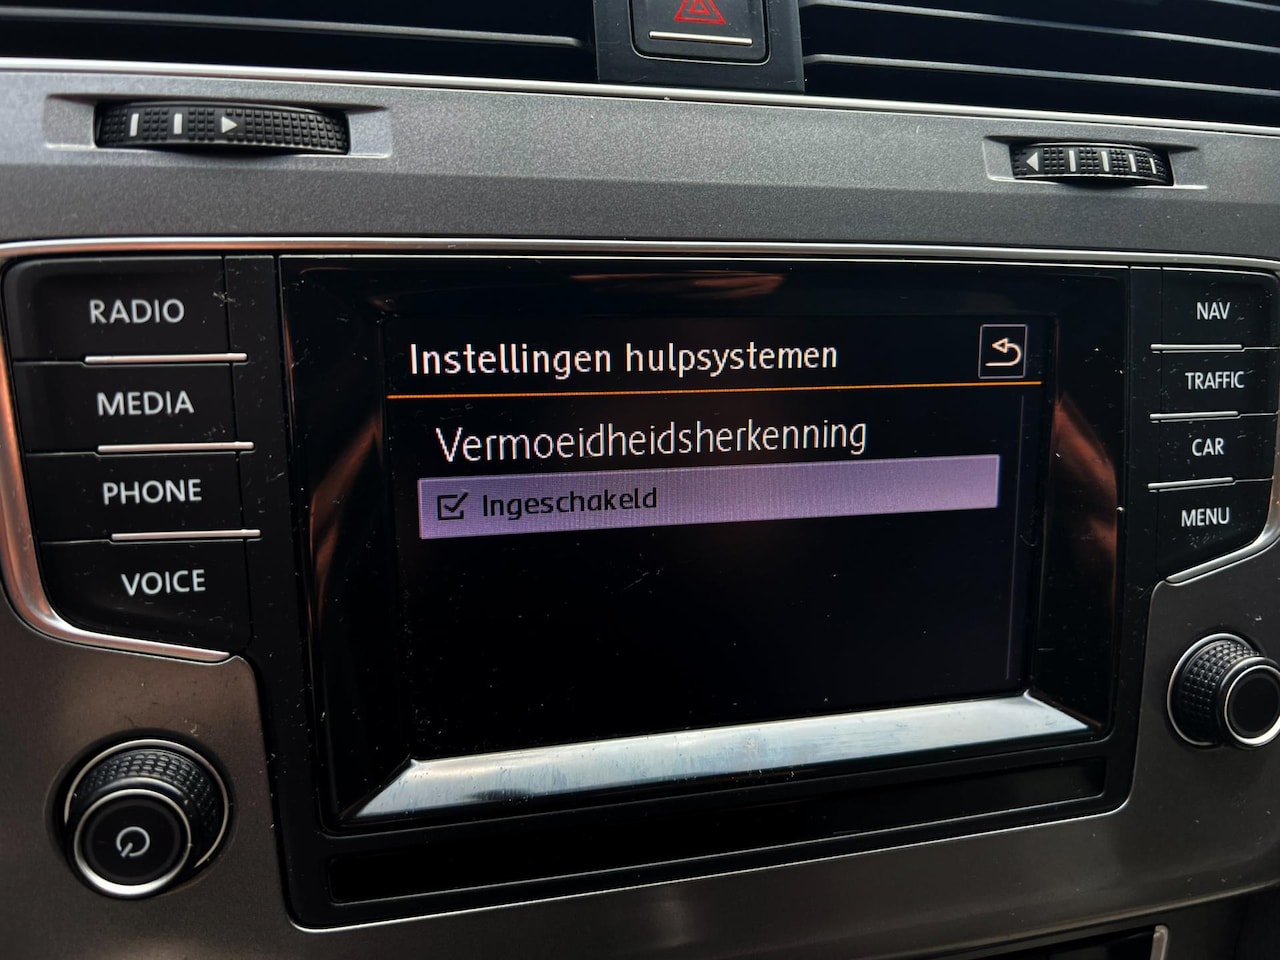 RADIO
MEDIA
PHONE
VOICE
Instellingen hulpsystemen
Vermoeidheidsherkenning
Ingeschakeld
NAV
TRAFFIC
CAR
MENU